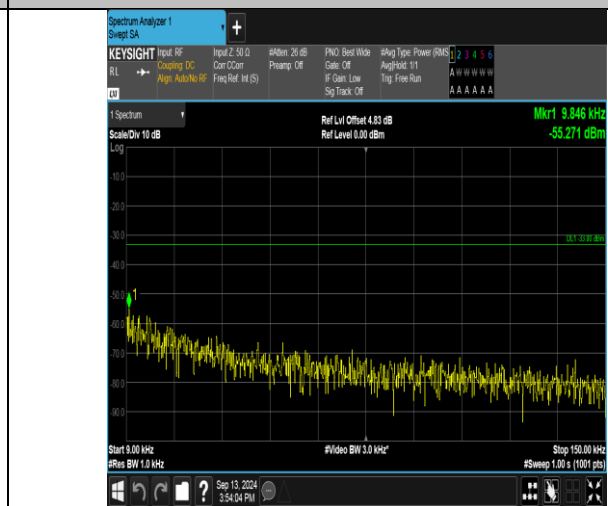 Spectrum Analyzer 1
Swept SA
+
KEYSIGHT Input: RF Input Z: 50 Ω #Atten: 26 dB PNO: Best Wide #Avg Type: Power (RMS 1 2 3 4 5 6
RL Coupling: DC Corr CCorr Preamp: Off Gate: Off Avg|Hold: 1/1 A W W W W W
Align: Auto/No RF Freq Ref: Int (S) IF Gain: Low Trig: Free Run
Sig Track: Off A A A A A A
1 Spectrum Ref Lvl Offset 4.83 dB Mkr1 9.846 kHz
Scale/Div 10 dB Ref Level 0.00 dBm -55.271 dBm
Log
-10.0
-20.0
-30.0
DL1 -33.00 dBm
-40.0
-50.0
1
-60.0
-70.0
-80.0
-90.0
Start 9.00 kHz #Video BW 3.0 kHz* Stop 150.00 kHz
#Res BW 1.0 kHz #Sweep 1.00 s (1001 pts)
? Sep 13, 2024
3:54:04 PM